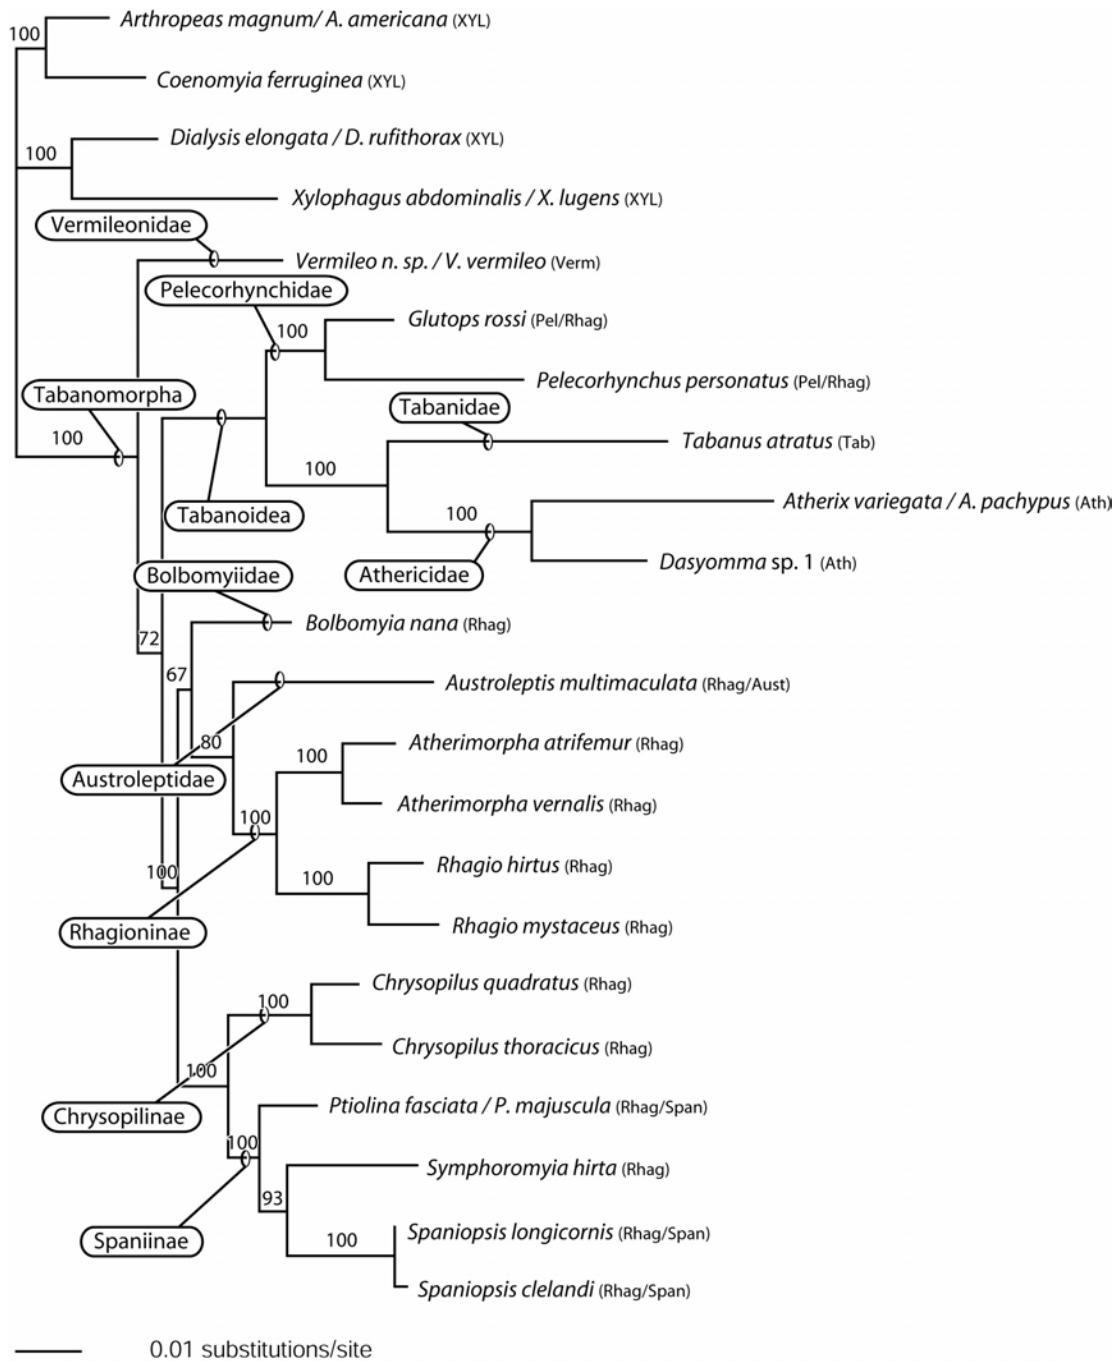 Arthropeas magnum/ A. americana (XYL)
100
Coenomyia ferruginea (XYL)
Dialysis elongata / D. rufithorax (XYL)
100
Xylophagus abdominalis / X. lugens (XYL)
Vermileonidae
Vermileo n. sp. / V. vermileo (Verm)
Pelecorhynchidae
Glutops rossi (Pel/Rhag)
100
Pelecorhynchus personatus (Pel/Rhag)
Tabanomorpha
Tabanidae
100
Tabanus atratus (Tab)
100
Atherix variegata / A. pachypus (Ath)
Tabanoidea
100
Dasyomma sp. 1 (Ath)
Bolbomyiidae
Athericidae
Bolbomyia nana (Rhag)
72
67
Austroleptis multimaculata (Rhag/Aust)
80
Atherimorpha atrifemur (Rhag)
100
Austroleptidae
Atherimorpha vernalis (Rhag)
100
Rhagio hirtus (Rhag)
100
100
Rhagio mystaceus (Rhag)
Rhagioninae
Chrysopilus quadratus (Rhag)
100
Chrysopilus thoracicus (Rhag)
100
Chrysopilinae
Ptiolina fasciata / P. majuscula (Rhag/Span)
100
Symphoromyia hirta (Rhag)
93
Spaniopsis longicornis (Rhag/Span)
Spaniinae
100
Spaniopsis clelandi (Rhag/Span)
0.01 substitutions/site